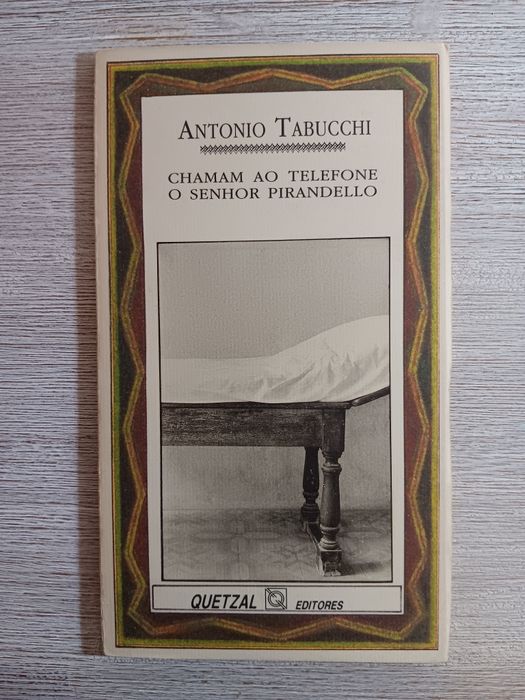 ANTONIO TABUCCHI
CHAMAM AO TELEFONE
O SENHOR PIRANDELLO
QUETZAL EDITORES